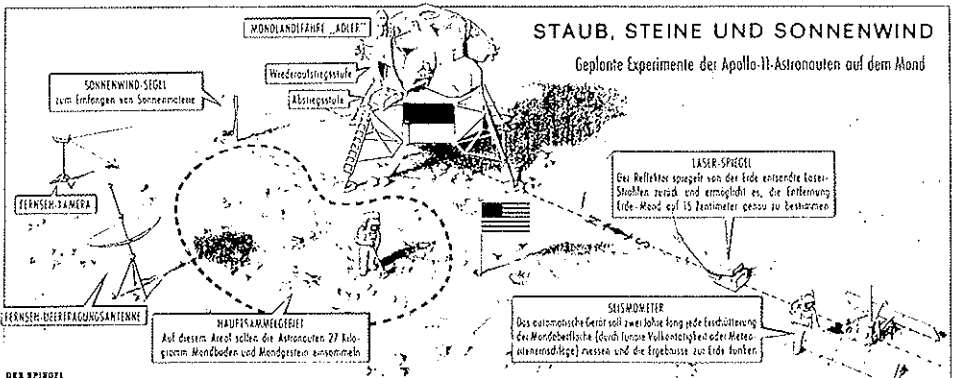 STAUB, STEINE UND SONNENWIND
Geplante Experimente der Apollo-11-Astronauten auf dem Mond
MONDLANDEFÄHRE „ADLER“
Wiederaufstiegsstufe
Abstiegsstufe
SONNENWIND-SEGEL
zum Einfangen von Sonnenmaterie
FERNSEH-KAMERA
FERNSEH-ÜBERTRAGUNGSANTENNE
HAUPTSAMMELGEBIET
Auf diesem Areal sollen die Astronauten 27 Kilo-
gramm Mondboden und Mondgestein einsammeln
LASER-SPIEGEL
Der Reflektor spiegelt von der Erde entsandte Laser-
Strahlen zurück und ermöglicht es, die Entfernung
Erde-Mond auf 15 Zentimeter genau zu bestimmen
SEISMOMETER
Das automatische Gerät soll zwei Jahre lang jede Erschütterung
der Mondoberfläche (durch lunare Vulkantätigkeit oder Meteo-
riteneinschläge) messen und die Ergebnisse zur Erde funken
DER SPIEGEL